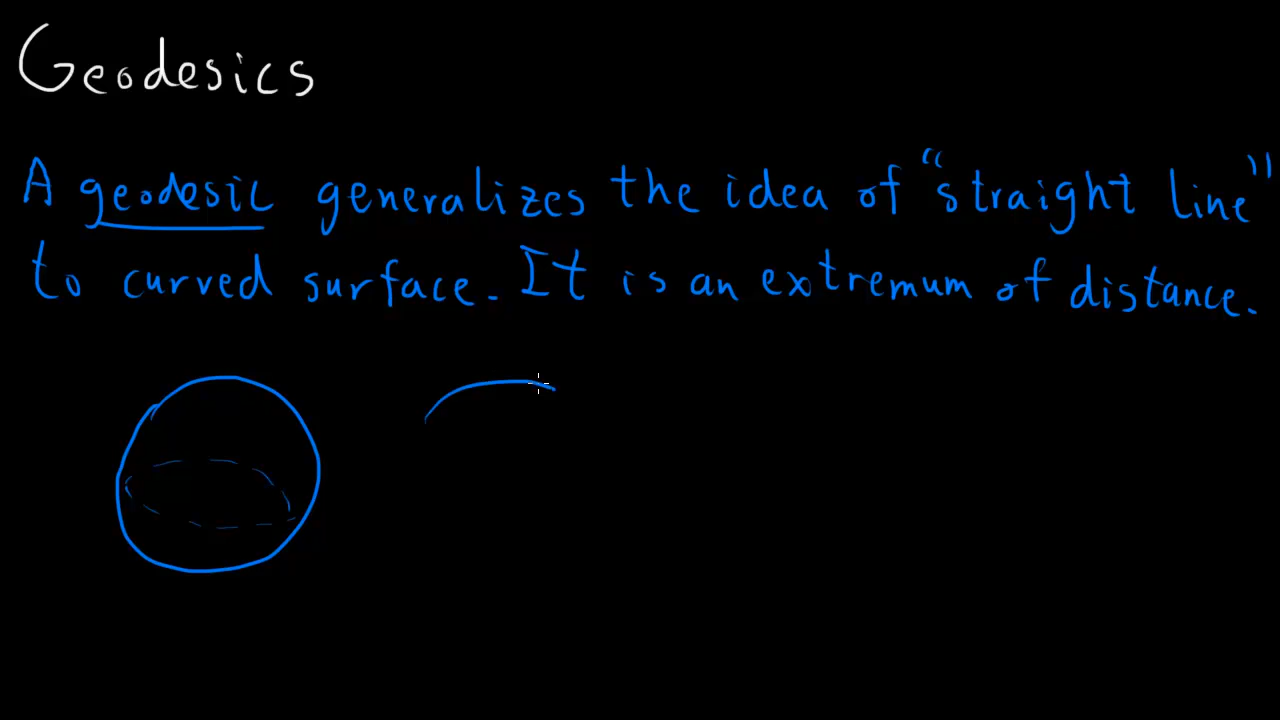 Geodesics
A geodesic generalizes the idea of "straight line"
to curved surface. It is an extremum of distance.